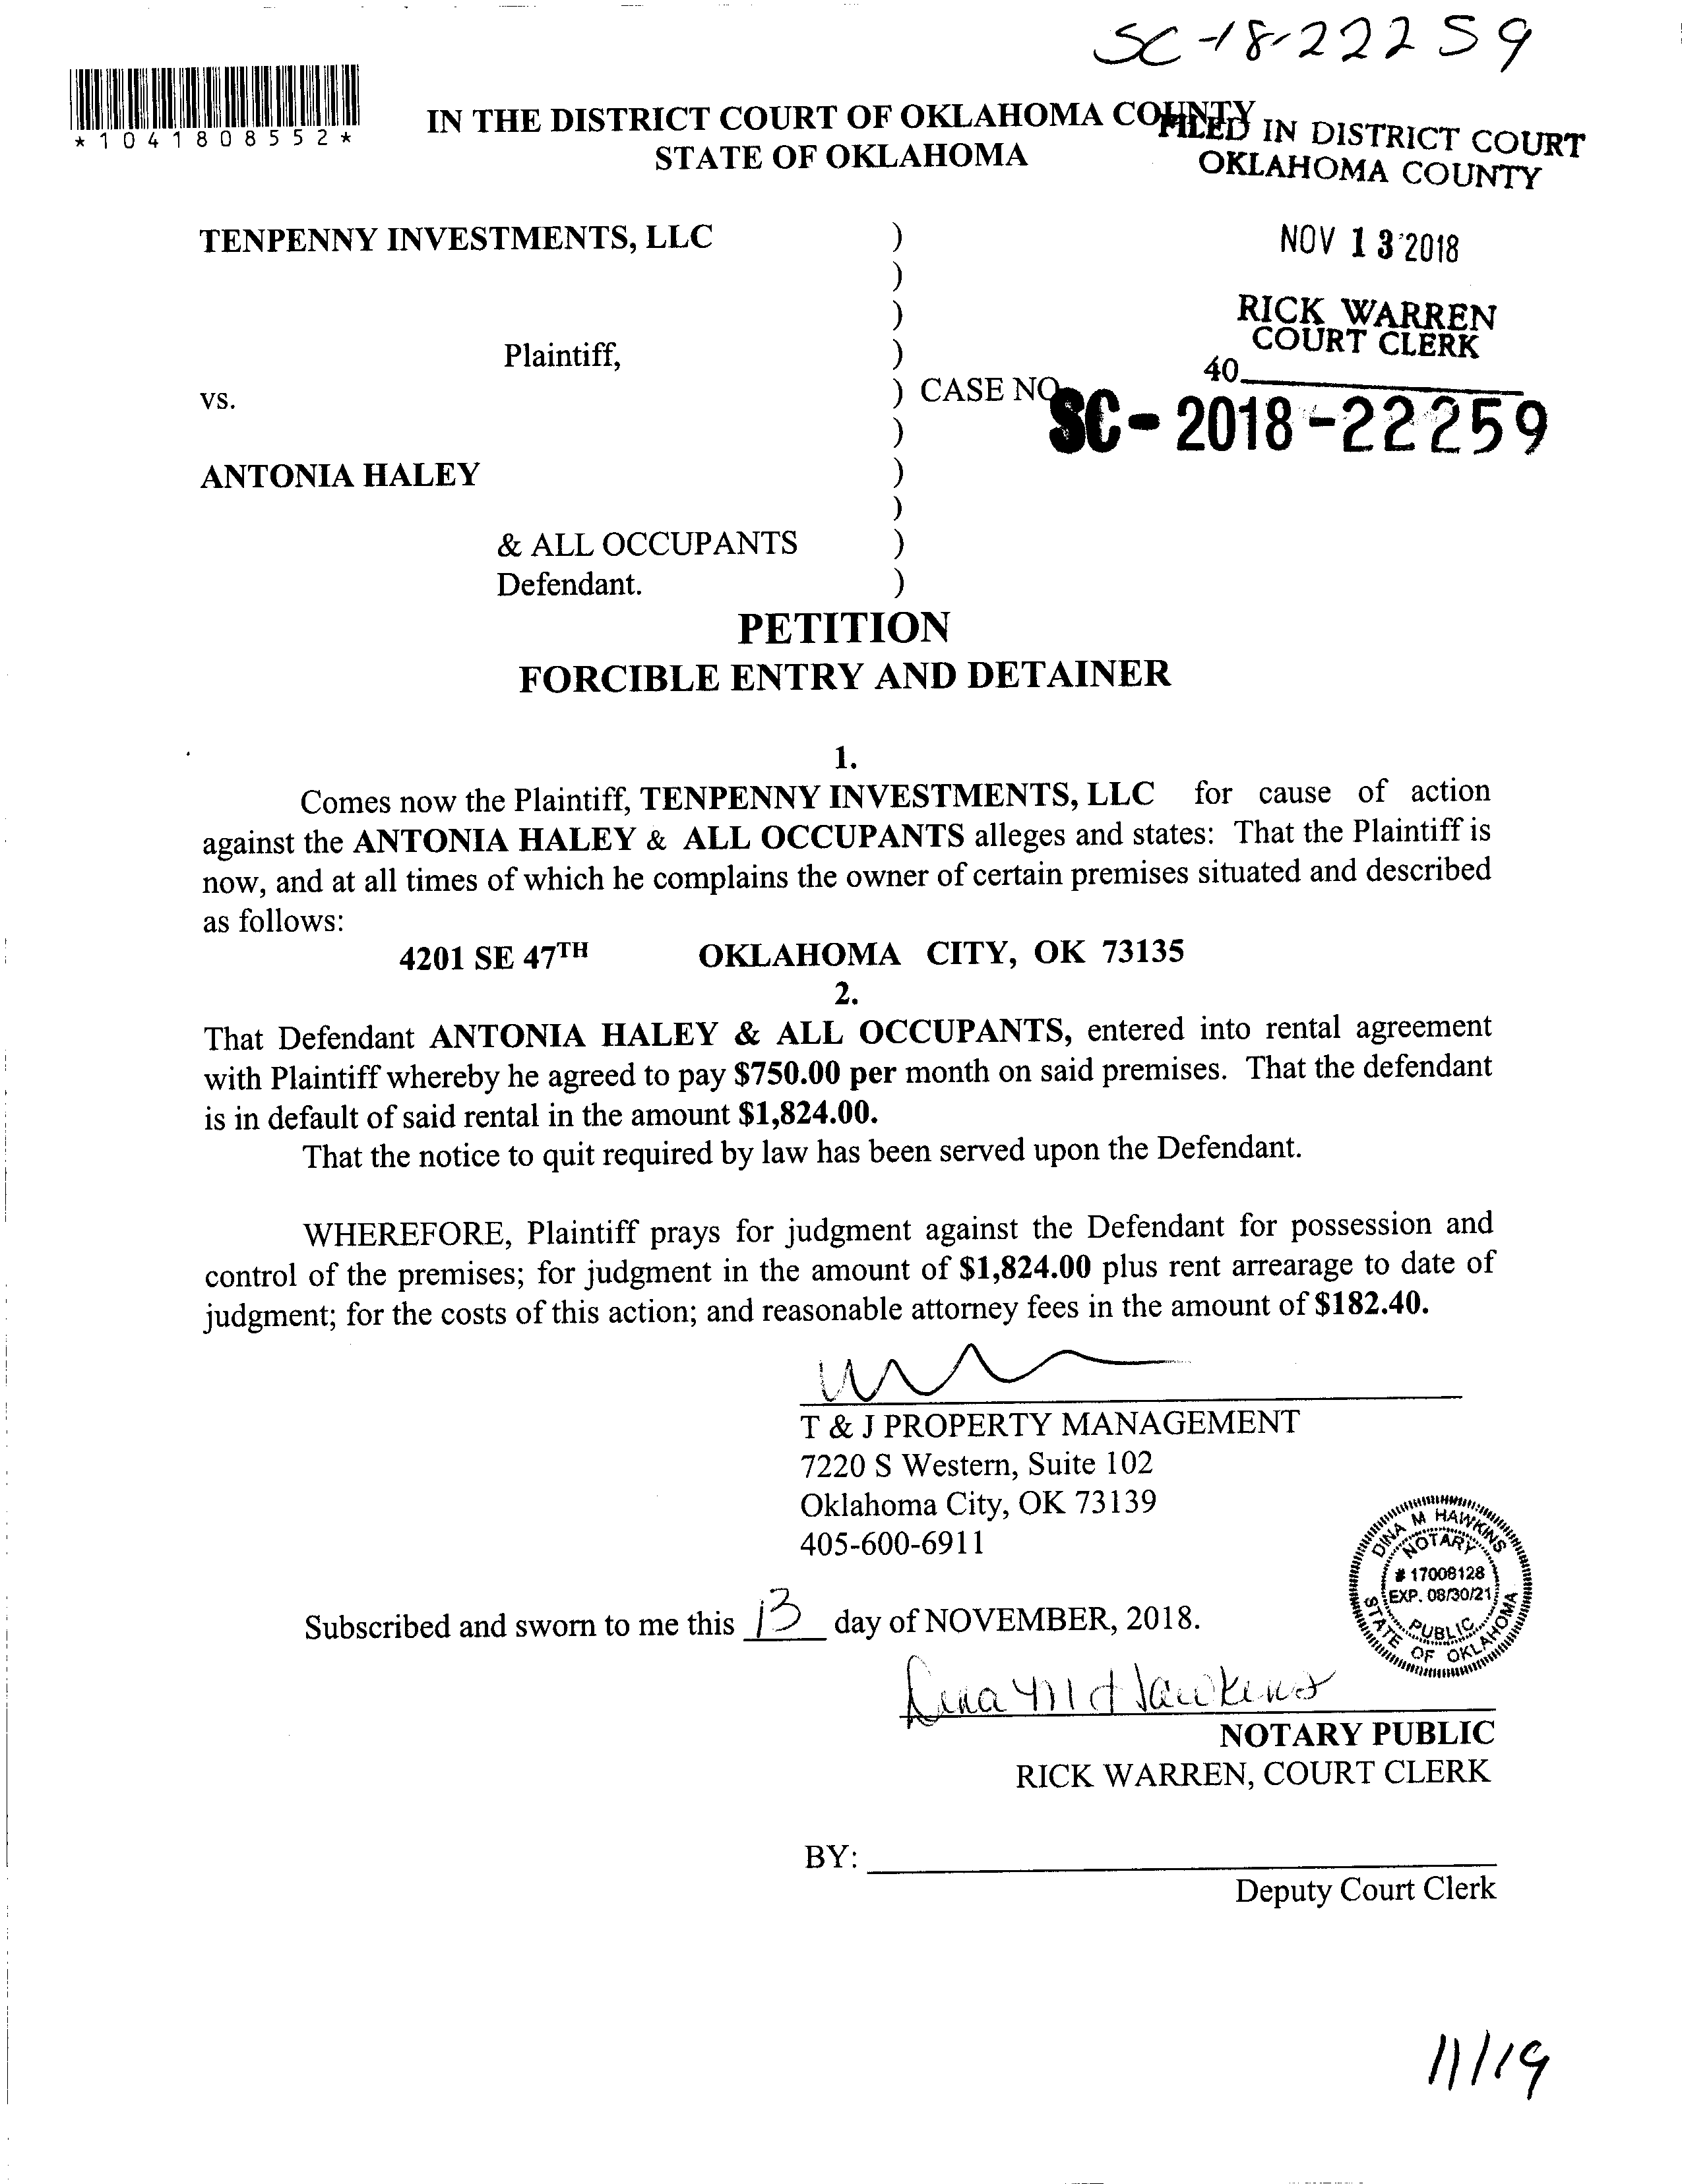 SC-18-22259
*1041808552*
IN THE DISTRICT COURT OF OKLAHOMA COUNTY
STATE OF OKLAHOMA
FILED IN DISTRICT COURT
OKLAHOMA COUNTY
NOV 13 2018
RICK WARREN
COURT CLERK
40
TENPENNY INVESTMENTS, LLC )
)
)
Plaintiff, )
vs. ) CASE NO. SC-2018-22259
)
ANTONIA HALEY )
)
& ALL OCCUPANTS )
Defendant. )
PETITION
FORCIBLE ENTRY AND DETAINER
1.
Comes now the Plaintiff, TENPENNY INVESTMENTS, LLC for cause of action
against the ANTONIA HALEY & ALL OCCUPANTS alleges and states: That the Plaintiff is
now, and at all times of which he complains the owner of certain premises situated and described
as follows:
4201 SE 47TH OKLAHOMA CITY, OK 73135
2.
That Defendant ANTONIA HALEY & ALL OCCUPANTS, entered into rental agreement
with Plaintiff whereby he agreed to pay $750.00 per month on said premises. That the defendant
is in default of said rental in the amount $1,824.00.
That the notice to quit required by law has been served upon the Defendant.
WHEREFORE, Plaintiff prays for judgment against the Defendant for possession and
control of the premises; for judgment in the amount of $1,824.00 plus rent arrearage to date of
judgment; for the costs of this action; and reasonable attorney fees in the amount of $182.40.
T & J PROPERTY MANAGEMENT
7220 S Western, Suite 102
Oklahoma City, OK 73139
405-600-6911
DINA M HAWKINS
NOTARY
# 17008128
EXP. 08/30/21
PUBLIC
STATE OF OKLAHOMA
Subscribed and sworn to me this 13 day of NOVEMBER, 2018.
Dina M Hawkins
NOTARY PUBLIC
RICK WARREN, COURT CLERK
BY:
Deputy Court Clerk
11/19